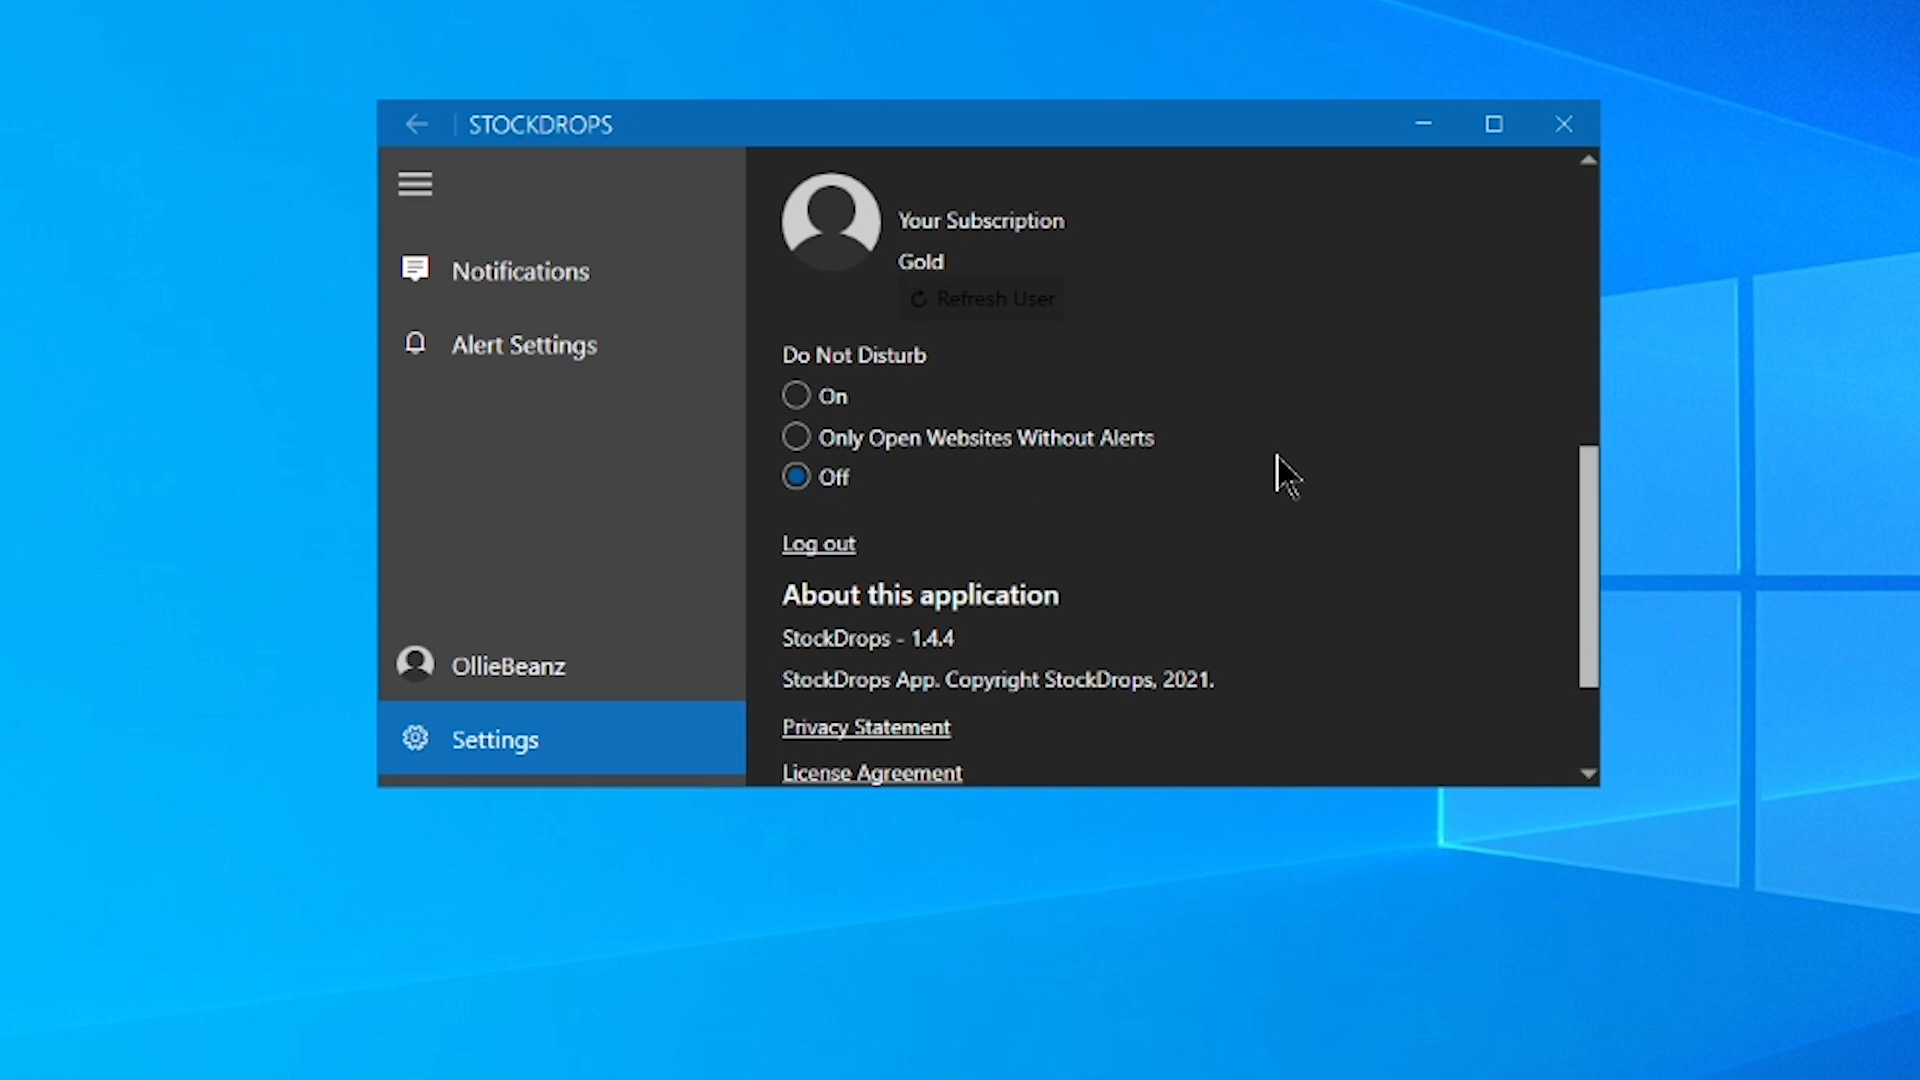 STOCKDROPS
Notifications
Alert Settings
OllieBeanz
Settings
Your Subscription
Gold
Refresh User
Do Not Disturb
On
Only Open Websites Without Alerts
Off
Log out
About this application
StockDrops - 1.4.4
StockDrops App. Copyright StockDrops, 2021.
Privacy Statement
License Agreement